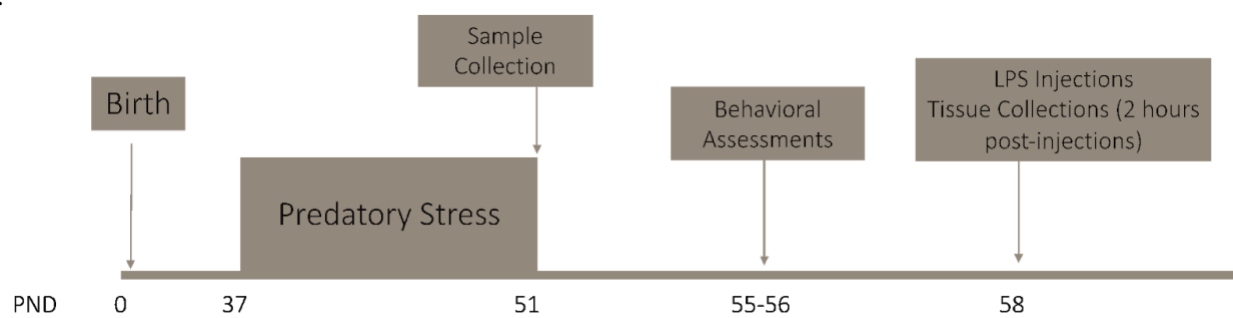 Sample
Collection
Birth
LPS Injections
Tissue Collections (2 hours
post-injections)
Behavioral
Assessments
Predatory Stress
PND 0 37 51 55-56 58